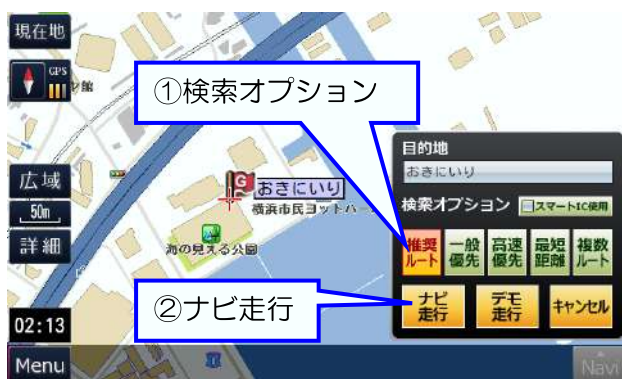 現在地
GPS
館
①検索オプション
広域
50m
詳細
おきにいり
横浜市民ヨットハ
海の見える公園
②ナビ走行
02:13
Menu
目的地
おきにいり
検索オプション
スマートIC使用
推奨
ルート
一般
優先
高速
優先
最短
距離
複数
ルート
ナビ
走行
デモ
走行
キャンセル
Navi
G